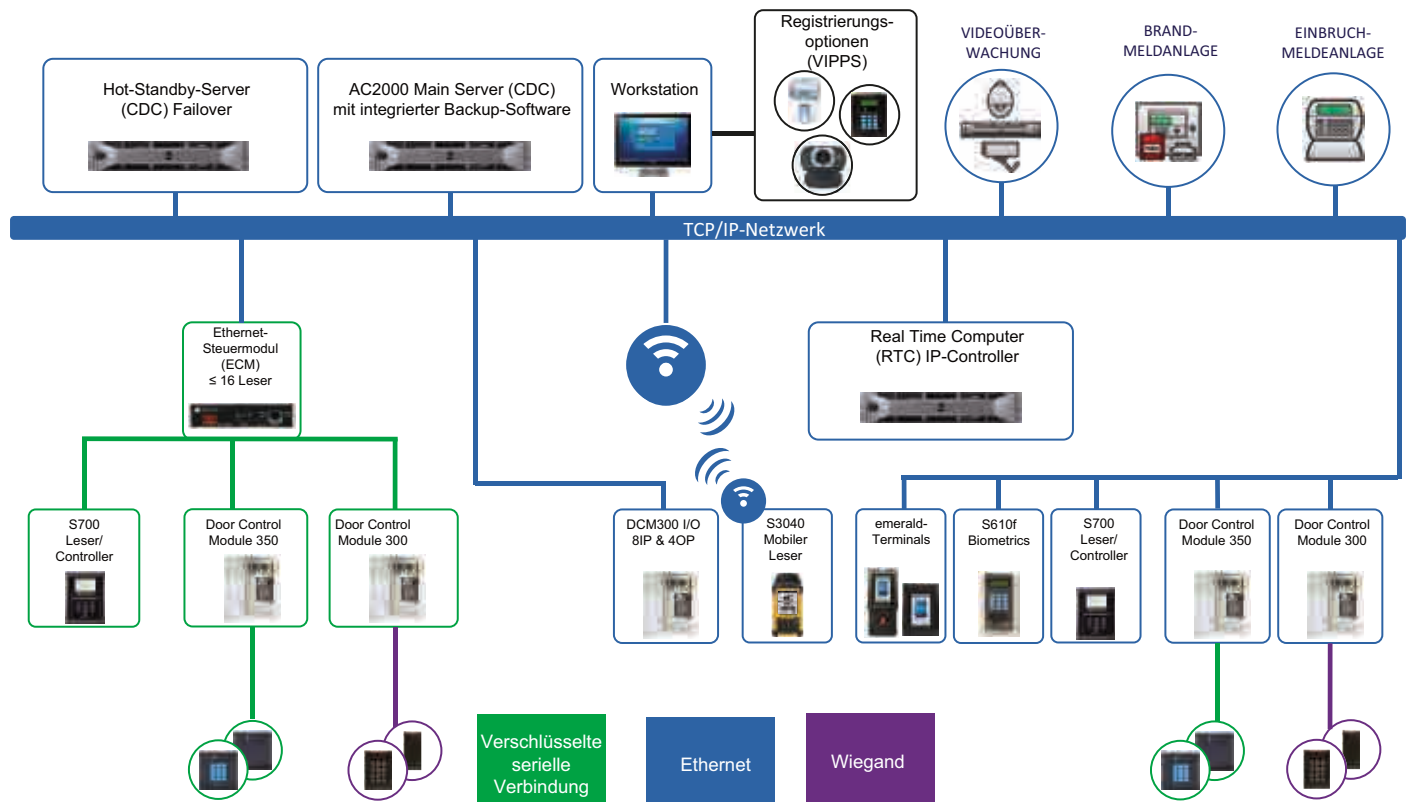 Registrierungs-
optionen
(VIPPS)
VIDEOÜBER-
WACHUNG
BRAND-
MELDANLAGE
EINBRUCH-
MELDEANLAGE
Hot-Standby-Server
(CDC) Failover
AC2000 Main Server (CDC)
mit integrierter Backup-Software
Workstation
TCP/IP-Netzwerk
Ethernet-
Steuermodul
(ECM)
≤ 16 Leser
Real Time Computer
(RTC) IP-Controller
S700
Leser/
Controller
Door Control
Module 350
Door Control
Module 300
DCM300 I/O
8IP & 4OP
S3040
Mobiler
Leser
emerald-
Terminals
S610f
Biometrics
S700
Leser/
Controller
Door Control
Module 350
Door Control
Module 300
Verschlüsselte
serielle
Verbindung
Ethernet
Wiegand